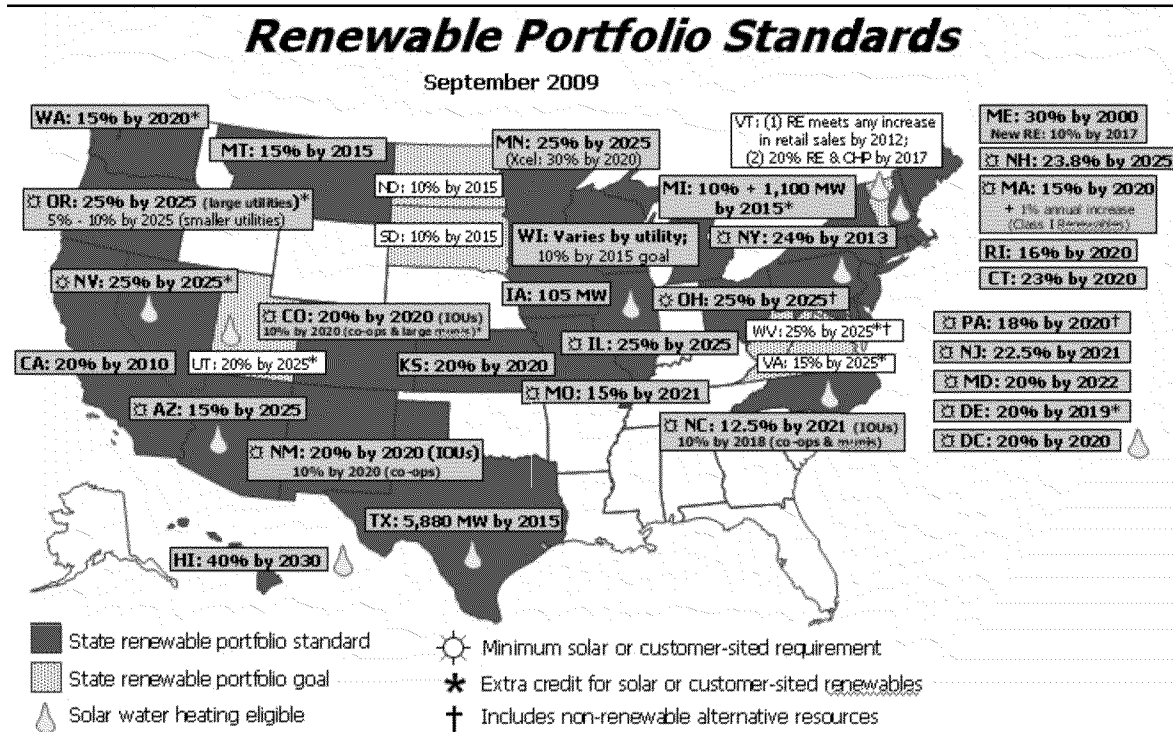 Renewable Portfolio Standards
September 2009
WA: 15% by 2020*
MT: 15% by 2015
MN: 25% by 2025
(Xcel: 30% by 2020)
VT: (1) RE meets any increase
in retail sales by 2012;
(2) 20% RE & CHP by 2017
ME: 30% by 2000
New RE: 10% by 2017
ND: 10% by 2015
MI: 10% + 1,100 MW
by 2015*
☼ NH: 23.8% by 2025
☼ OR: 25% by 2025 (large utilities)*
5% - 10% by 2025 (smaller utilities)
☼ MA: 15% by 2020
+ 1% annual increase
(Class I Renewables)
SD: 10% by 2015
WI: Varies by utility;
10% by 2015 goal
☼ NY: 24% by 2013
RI: 16% by 2020
CT: 23% by 2020
☼ NV: 25% by 2025*
IA: 105 MW
☼ OH: 25% by 2025†
☼ CO: 20% by 2020 (IOUs)
10% by 2020 (co-ops & large munis)*
WV: 25% by 2025*†
☼ PA: 18% by 2020†
☼ IL: 25% by 2025
☼ NJ: 22.5% by 2021
CA: 20% by 2010
UT: 20% by 2025*
KS: 20% by 2020
VA: 15% by 2025*
☼ MD: 20% by 2022
☼ MO: 15% by 2021
☼ AZ: 15% by 2025
☼ DE: 20% by 2019*
☼ NC: 12.5% by 2021 (IOUs)
10% by 2018 (co-ops & munis)
☼ DC: 20% by 2020
☼ NM: 20% by 2020 (IOUs)
10% by 2020 (co-ops)
TX: 5,880 MW by 2015
HI: 40% by 2030
State renewable portfolio standard
☼ Minimum solar or customer-sited requirement
State renewable portfolio goal
* Extra credit for solar or customer-sited renewables
Solar water heating eligible
† Includes non-renewable alternative resources